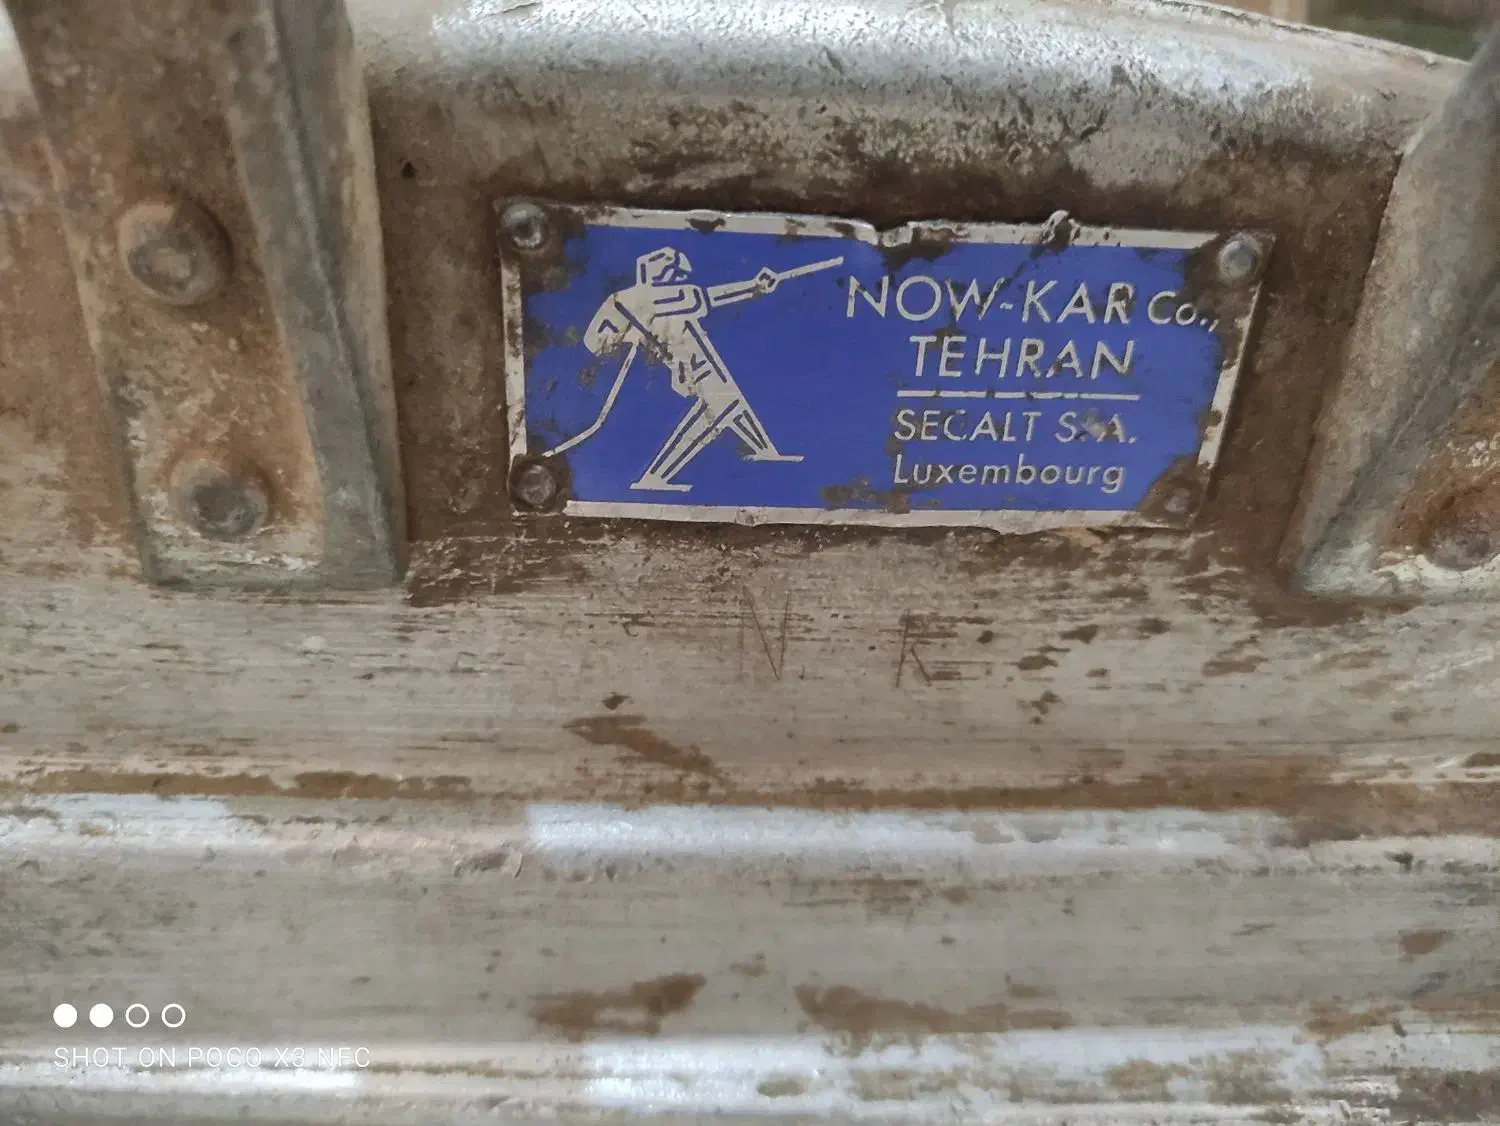 NOW-KAR Co.,
TEHRAN
SECALT S.A.
Luxembourg
N K
SHOT ON POCO X3 NFC